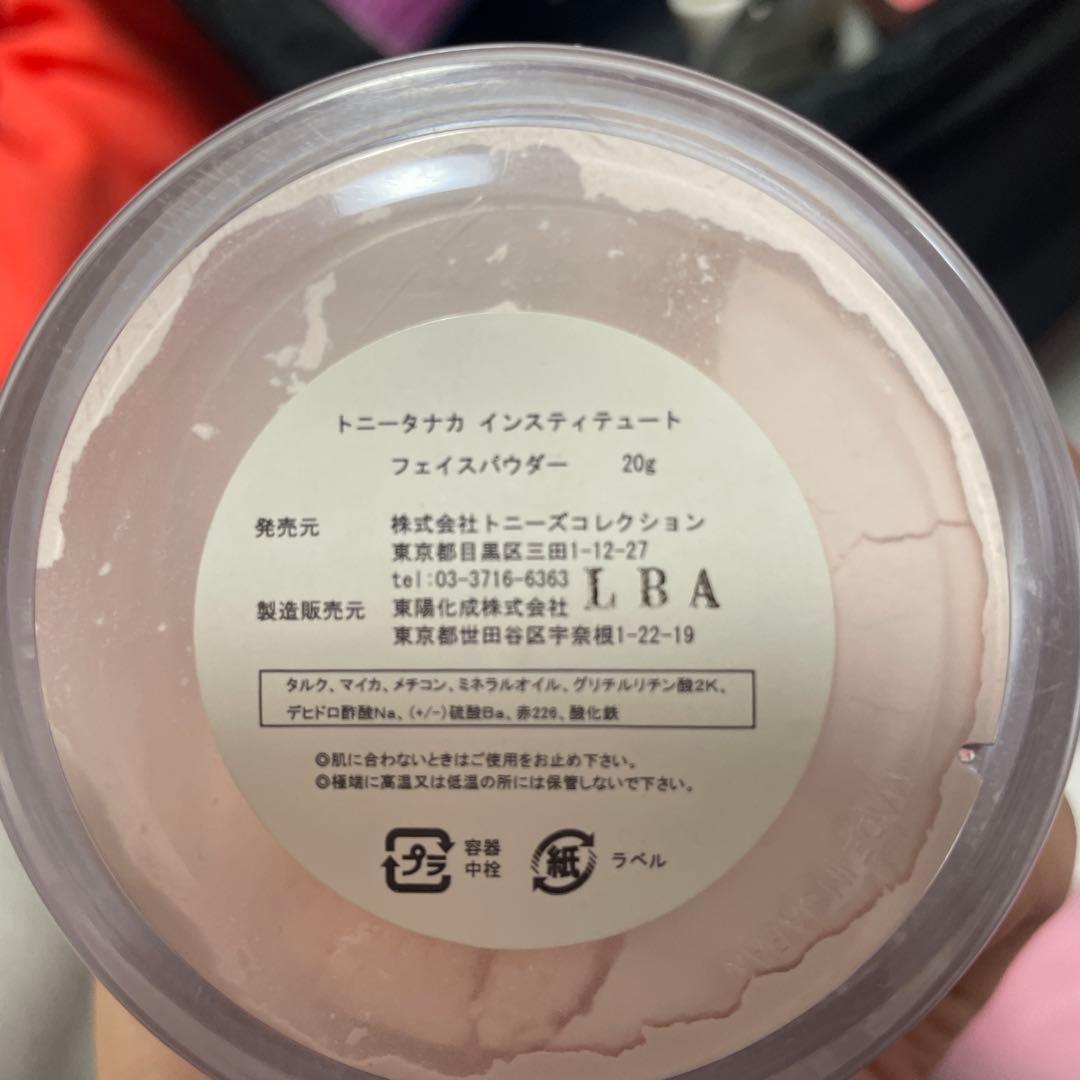 トニータナカ インスティテュート
フェイスパウダー 20g
発売元 株式会社トニーズコレクション
東京都目黒区三田1-12-27
tel:03-3716-6363
LBA
製造販売元 東陽化成株式会社
東京都世田谷区宇奈根1-22-19
タルク、マイカ、メチコン、ミネラルオイル、グリチルリチン酸2K、
デヒドロ酢酸Na、(+/-)硫酸Ba、赤226、酸化鉄
◎肌に合わないときはご使用をお止め下さい。
◎極端に高温又は低温の所には保管しないで下さい。
プラ 容器
中栓
紙 ラベル